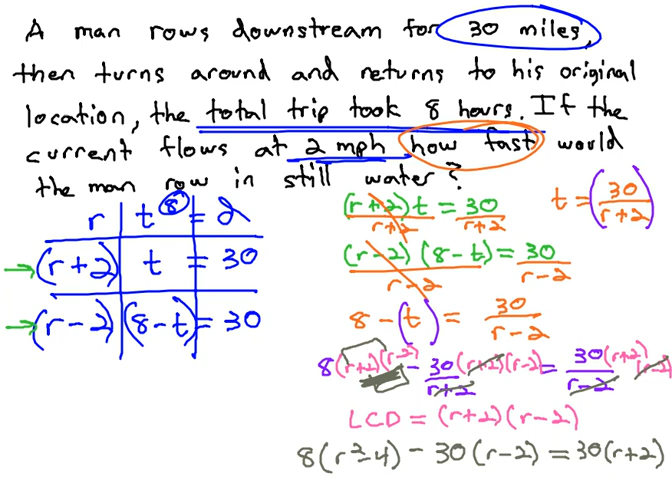 A man rows downstream for 30 miles,
then turns around and returns to his original
location, the total trip took 8 hours. If the
current flows at 2 mph how fast would
the man row in still water?
r | t 8 = d
→ (r+2) | t = 30
→ (r-2) | (8-t) = 30
(r+2)t/r+2 = 30/r+2
t = (30/r+2)
(r-2)(8-t)/r-2 = 30/r-2
8-(t) = 30/r-2
8(r+2)(r-2) - 30(r+2)(r-2)/r+2 = 30(r+2)(r-2)/r-2
LCD = (r+2)(r-2)
8(r²-4) - 30(r-2) = 30(r+2)